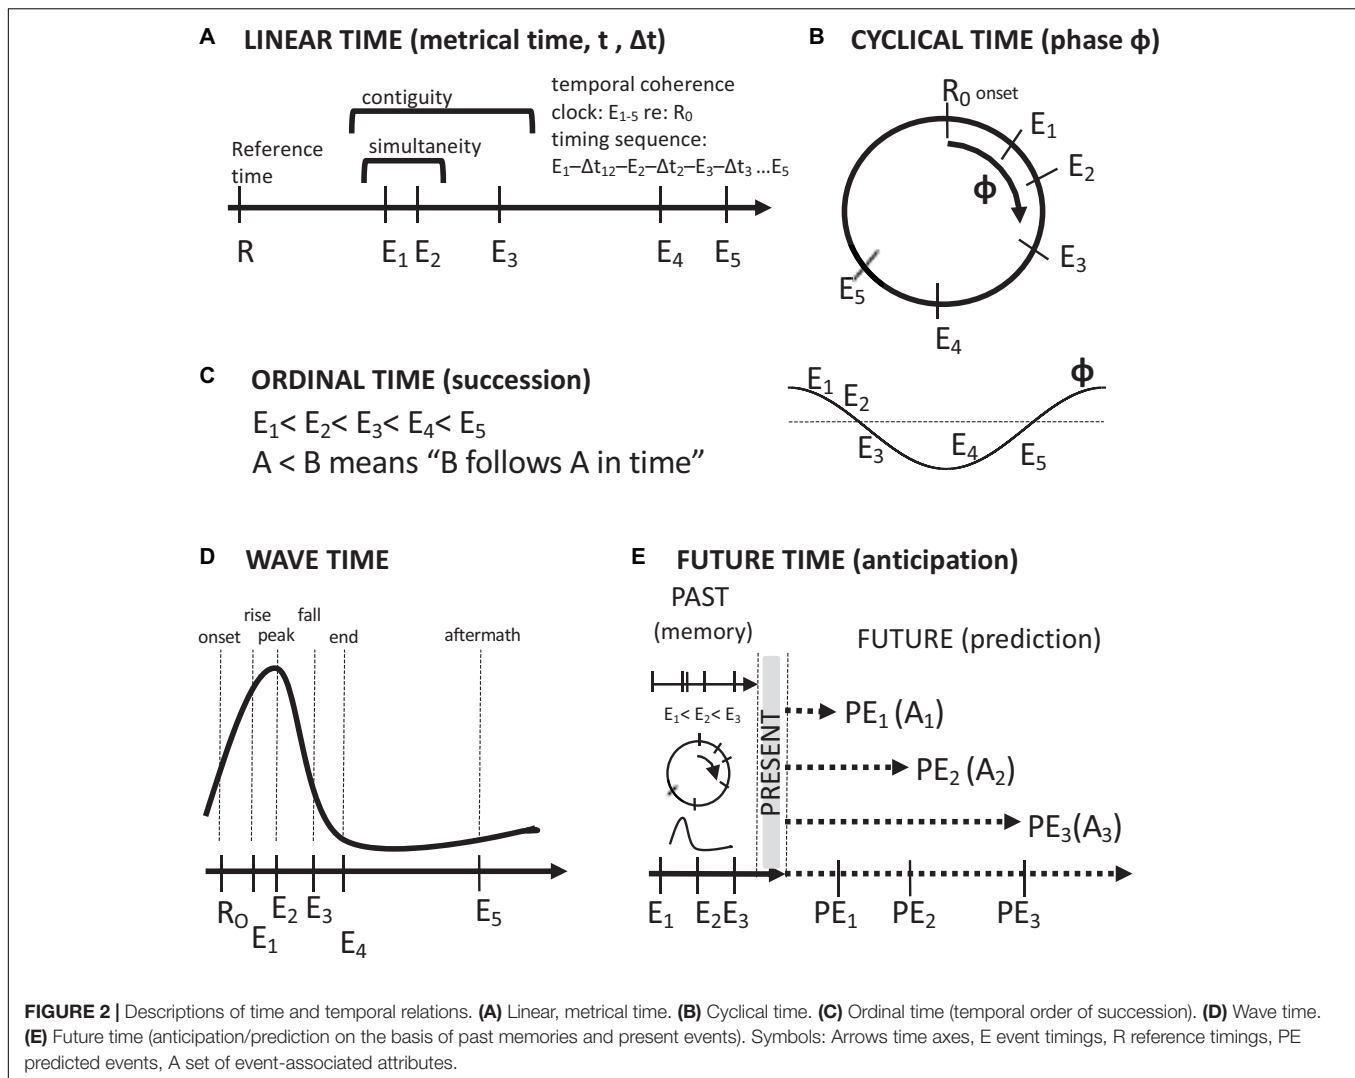 A LINEAR TIME (metrical time, t , Δt)
contiguity
simultaneity
Reference
time
temporal coherence
clock: E₁₋₅ re: R₀
timing sequence:
E₁–Δt₁₂–E₂–Δt₂–E₃–Δt₃ ...E₅
R E₁ E₂ E₃ E₄ E₅
B CYCLICAL TIME (phase ϕ)
R₀ onset
E₁
E₂
ϕ
E₃
E₅
E₄
E₁ ϕ
E₂
E₃ E₄ E₅
C ORDINAL TIME (succession)
E₁< E₂< E₃< E₄< E₅
A < B means “B follows A in time”
D WAVE TIME
rise fall
onset peak end aftermath
R₀ E₂ E₃ E₅
E₁ E₄
E FUTURE TIME (anticipation)
PAST
(memory)
FUTURE (prediction)
E₁< E₂< E₃
PRESENT
PE₁ (A₁)
PE₂ (A₂)
PE₃(A₃)
E₁ E₂E₃ PE₁ PE₂ PE₃
FIGURE 2 | Descriptions of time and temporal relations. (A) Linear, metrical time. (B) Cyclical time. (C) Ordinal time (temporal order of succession). (D) Wave time.
(E) Future time (anticipation/prediction on the basis of past memories and present events). Symbols: Arrows time axes, E event timings, R reference timings, PE
predicted events, A set of event-associated attributes.